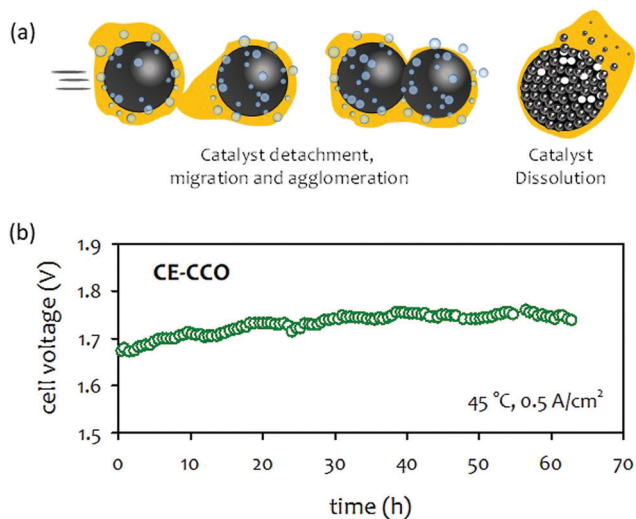 (a)
Catalyst detachment,
migration and agglomeration
Catalyst
Dissolution
(b)
CE-CCO
45 °C, 0.5 A/cm²
cell voltage (V)
1.9
1.8
1.7
1.6
1.5
0 10 20 30 40 50 60 70
time (h)